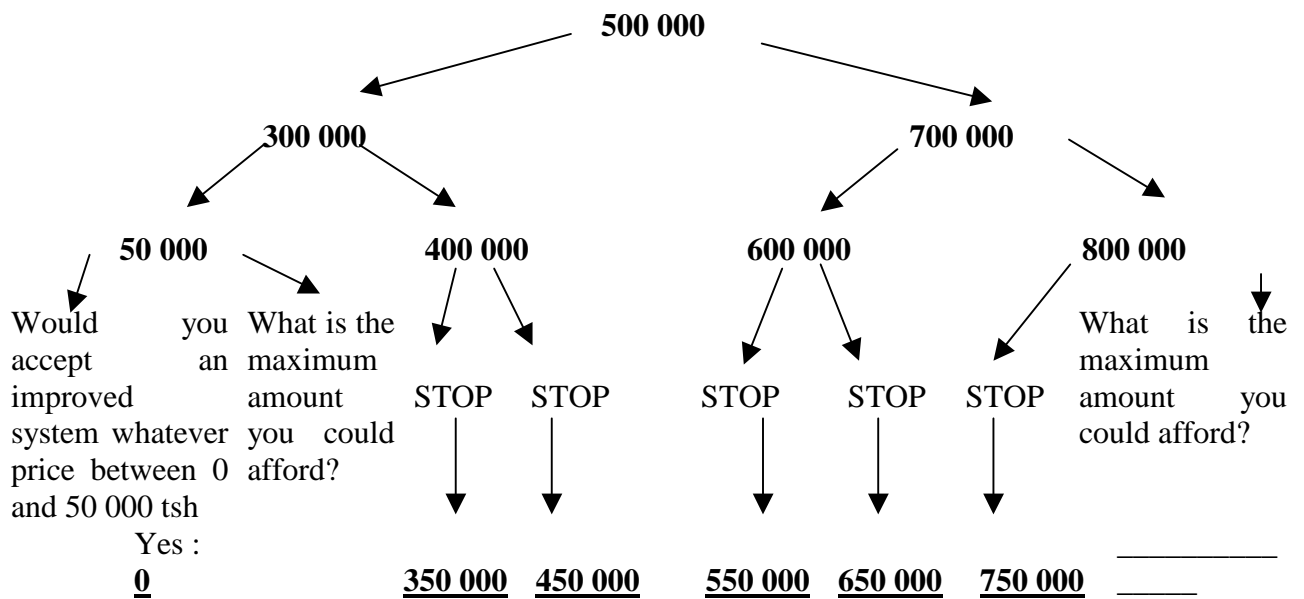 500 000
300 000 700 000
50 000 400 000 600 000 800 000
Would you
accept an
improved
system whatever
price between 0
and 50 000 tsh
Yes :
0
What is the
maximum
amount
you could
afford?
STOP STOP STOP STOP STOP
350 000 450 000 550 000 650 000 750 000
What is the
maximum
amount you
could afford?
__________
_____